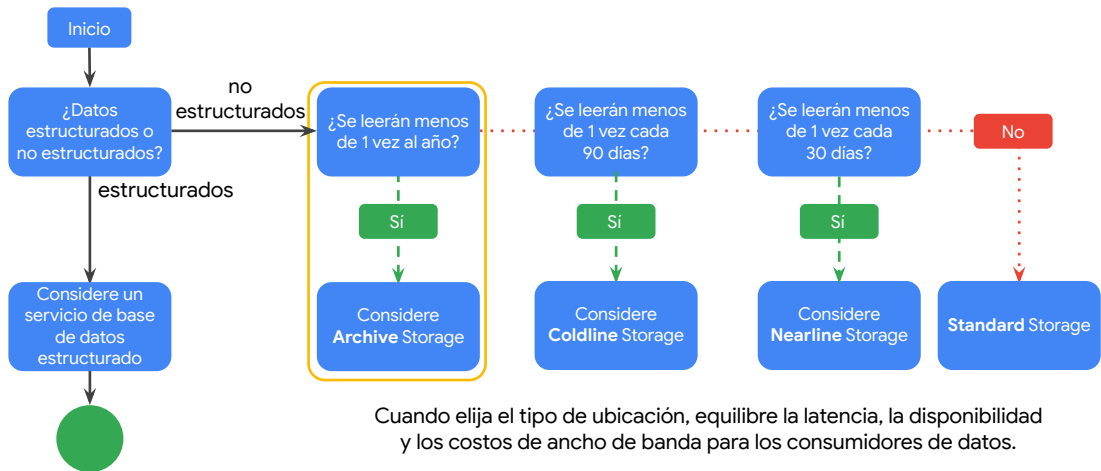 Inicio
¿Datos
estructurados o
no estructurados?
no
estructurados
estructurados
Considere un
servicio de base
de datos
estructurado
¿Se leerán menos
de 1 vez al año?
Sí
Considere
Archive Storage
¿Se leerán menos
de 1 vez cada
90 días?
Sí
Considere
Coldline Storage
¿Se leerán menos
de 1 vez cada
30 días?
Sí
Considere
Nearline Storage
No
Standard Storage
Cuando elija el tipo de ubicación, equilibre la latencia, la disponibilidad
y los costos de ancho de banda para los consumidores de datos.